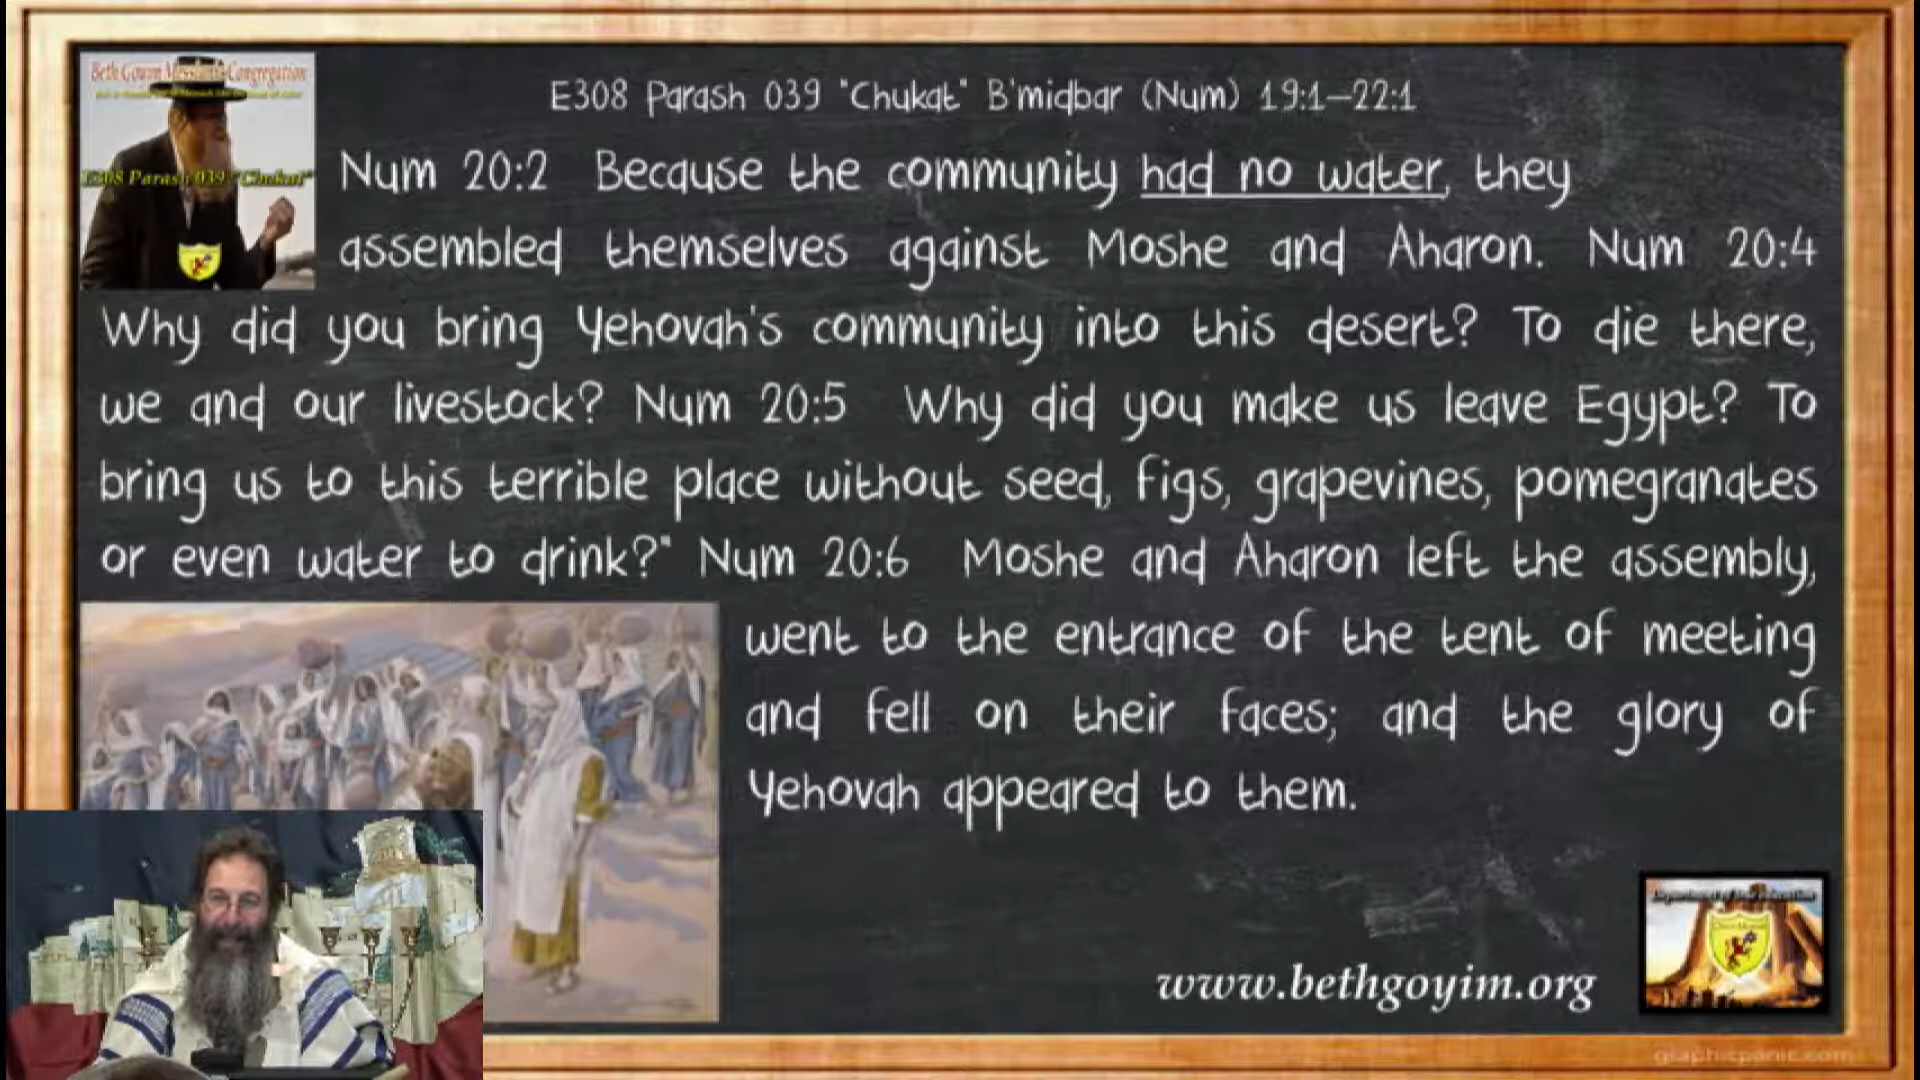 Beth Goyim Messianic Congregation
E308 Parash 039 "Chukat"
E308 Parash 039 "Chukat" B'midbar (Num) 19:1–22:1
Num 20:2 Because the community had no water, they
assembled themselves against Moshe and Aharon. Num 20:4
Why did you bring Yehovah's community into this desert? To die there,
we and our livestock? Num 20:5 Why did you make us leave Egypt? To
bring us to this terrible place without seed, figs, grapevines, pomegranates
or even water to drink?" Num 20:6 Moshe and Aharon left the assembly,
went to the entrance of the tent of meeting
and fell on their faces; and the glory of
Yehovah appeared to them.
www.bethgoyim.org
graphicpanic.com